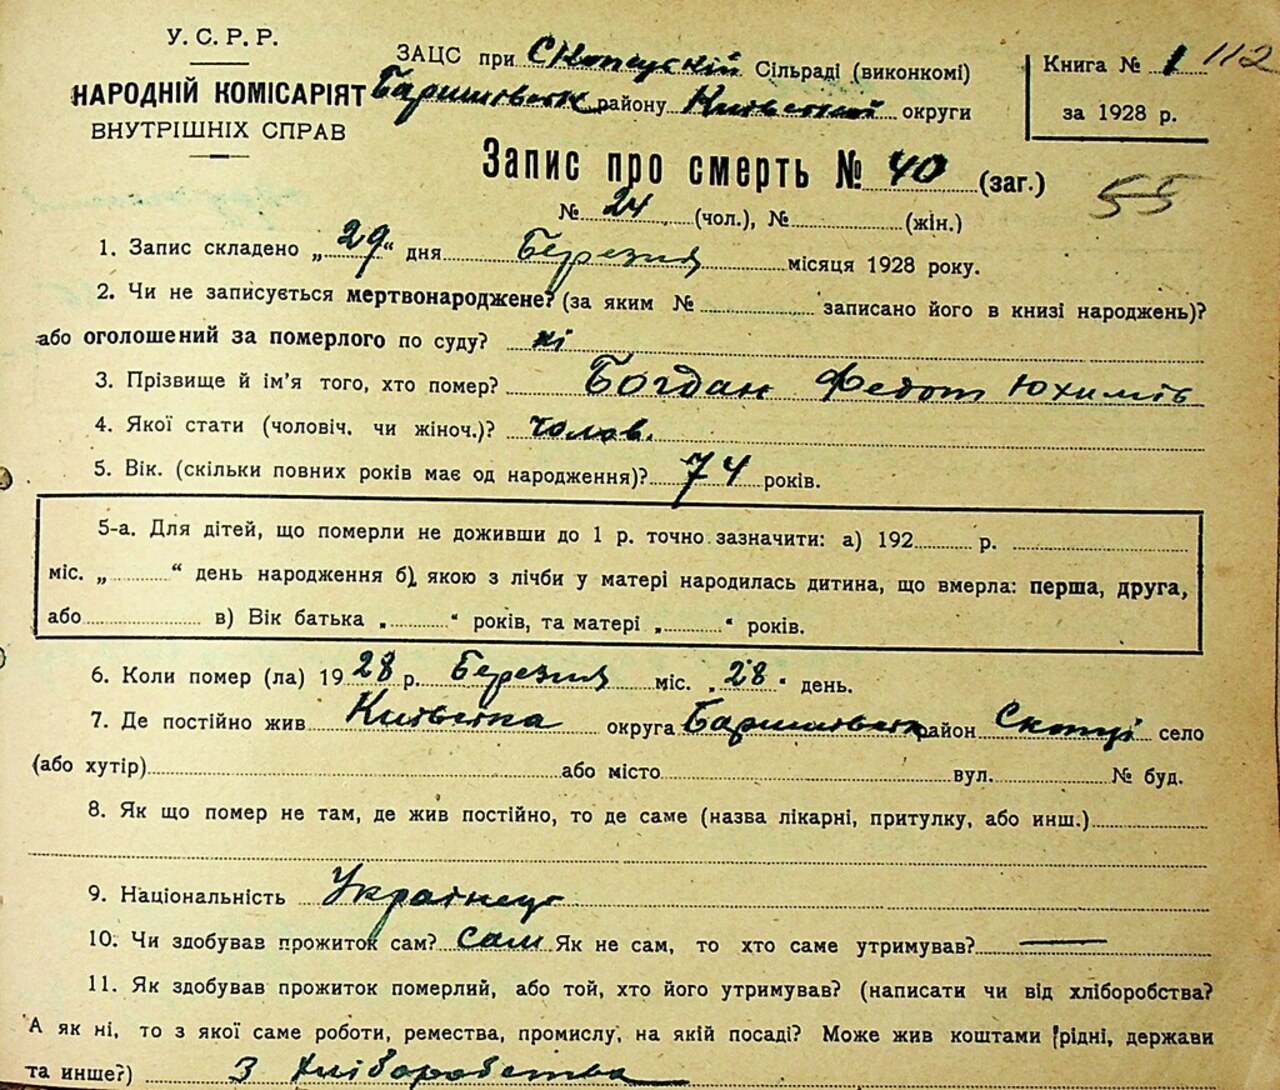 У. С. Р. Р.
НАРОДНІЙ КОМІСАРІЯТ
ВНУТРІШНІХ СПРАВ
ЗАЦС при Скопецькій Сільраді (виконкомі)
Баришівськ району Київської округи
Книга № 1 112
за 1928 р.
Запис про смерть № 40 (заг.)
55
№ 24 (чол.), № (жін.)
1. Запис складено „29“ дня Березня місяця 1928 року.
2. Чи не записується мертвонароджене? (за яким № записано його в книзі народжень)?
або оголошений за померлого по суду? ні
3. Прізвище й ім'я того, хто помер? Богдан Федот Юхимів
4. Якої стати (чоловіч. чи жіноч.)? чолов.
5. Вік. (скільки повних років має од народження)? 74 років.
5-а. Для дітей, що померли не доживши до 1 р. точно зазначити: а) 192 р.
міс. „ “ день народження б) якою з лічби у матері народилась дитина, що вмерла: перша, друга,
або в) Вік батька „ “ років, та матері „ “ років.
6. Коли помер (ла) 1928 р. Березня міс. „28“ день.
7. Де постійно жив Київська округа Баришівськ район Скопці село
(або хутір) або місто вул. № буд.
8. Як що помер не там, де жив постійно, то де саме (назва лікарні, притулку, або инш.)
9. Національність Українець
10. Чи здобував прожиток сам? сам Як не сам, то хто саме утримував? —
11. Як здобував прожиток померлий, або той, хто його утримував? (написати чи від хліборобства?
А як ні, то з якої саме роботи, ремества, промислу, на якій посаді? Може жив коштами рідні, держави
та инше?) З хліборобства